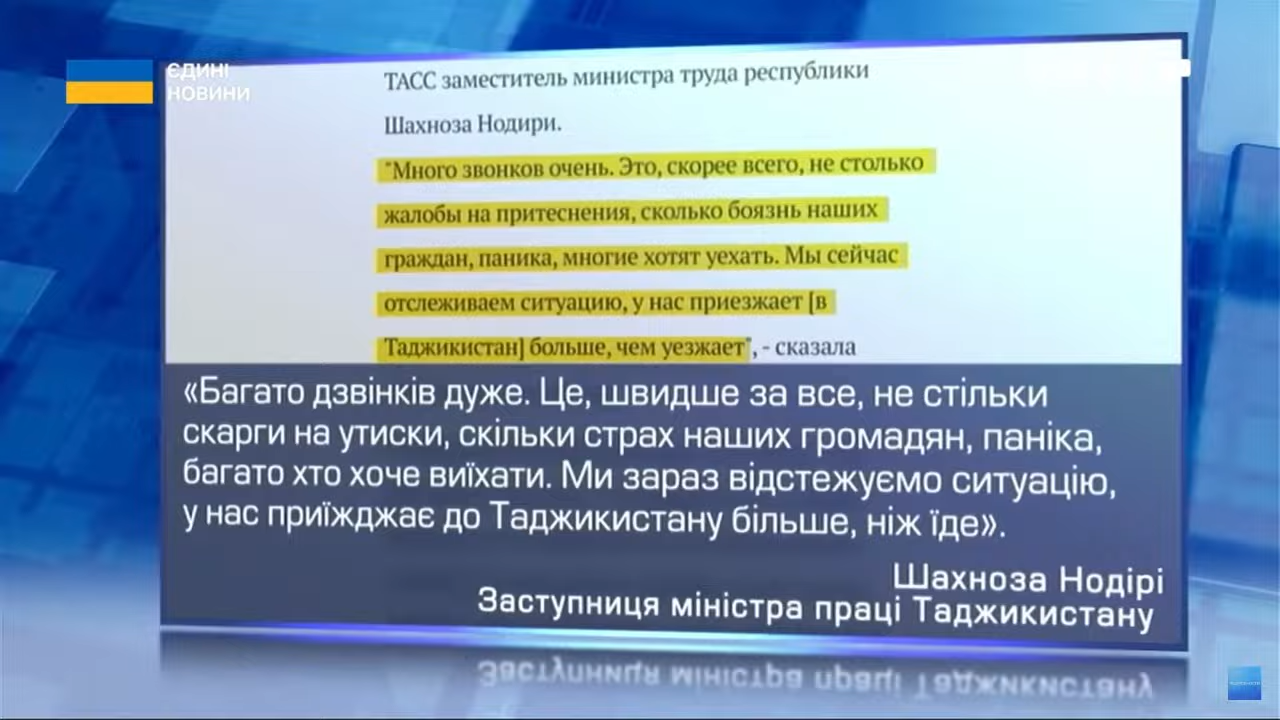 ЄДИНІ
НОВИНИ
ТАСС заместитель министра труда республики
Шахноза Нодири.
"Много звонков очень. Это, скорее всего, не столько
жалобы на притеснения, сколько боязнь наших
граждан, паника, многие хотят уехать. Мы сейчас
отслеживаем ситуацию, у нас приезжает [в
Таджикистан] больше, чем уезжает", - сказала
«Багато дзвінків дуже. Це, швидше за все, не стільки
скарги на утиски, скільки страх наших громадян, паніка,
багато хто хоче виїхати. Ми зараз відстежуємо ситуацію,
у нас приїжджає до Таджикистану більше, ніж їде».
Шахноза Нодірі
Заступниця міністра праці Таджикистану